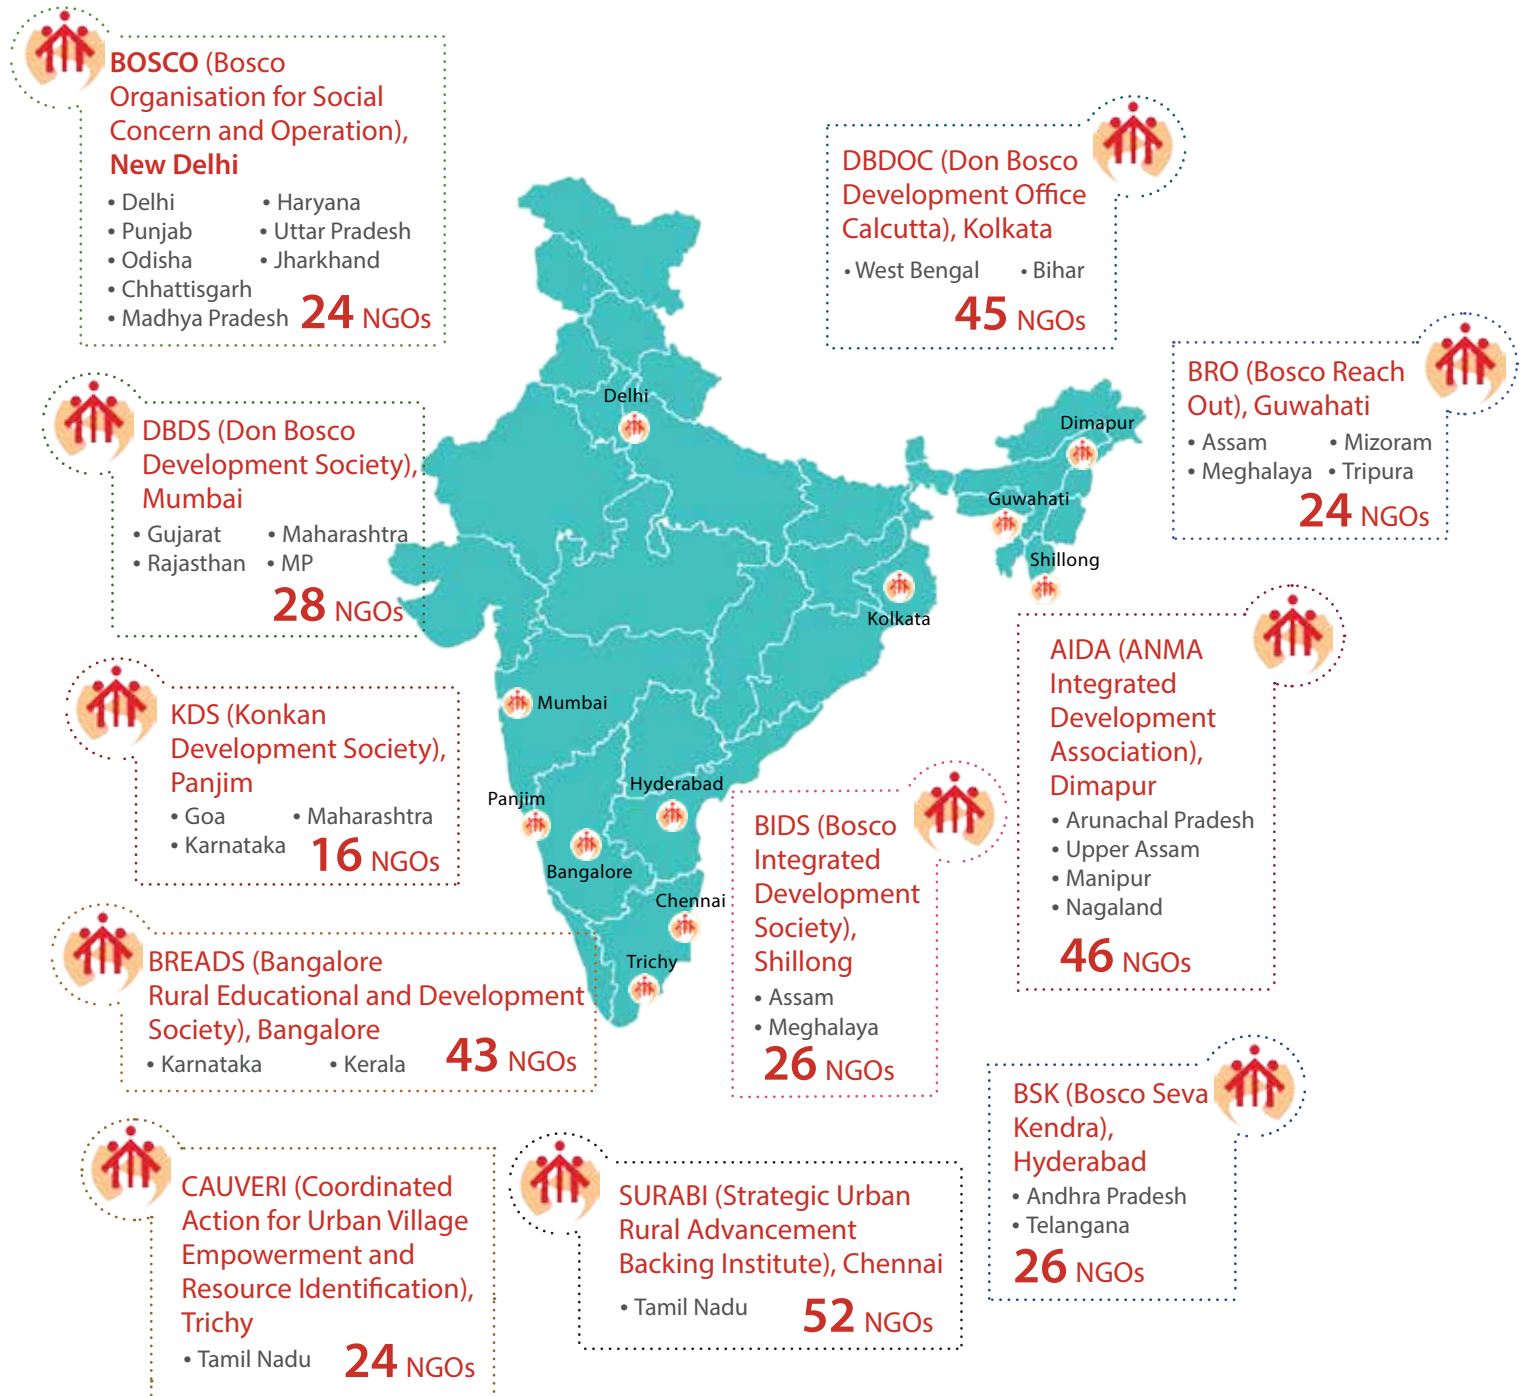 BOSCO (Bosco
Organisation for Social
Concern and Operation),
New Delhi
• Delhi • Haryana
• Punjab • Uttar Pradesh
• Odisha • Jharkhand
• Chhattisgarh
• Madhya Pradesh 24 NGOs
DBDOC (Don Bosco
Development Office
Calcutta), Kolkata
• West Bengal • Bihar
45 NGOs
BRO (Bosco Reach
Out), Guwahati
• Assam • Mizoram
• Meghalaya • Tripura
24 NGOs
DBDS (Don Bosco
Development Society),
Mumbai
• Gujarat • Maharashtra
• Rajasthan • MP
28 NGOs
Delhi
Dimapur
Guwahati
Shillong
Kolkata
Mumbai
Hyderabad
Panjim
Bangalore
Chennai
Trichy
KDS (Konkan
Development Society),
Panjim
• Goa • Maharashtra
• Karnataka 16 NGOs
AIDA (ANMA
Integrated
Development
Association),
Dimapur
• Arunachal Pradesh
• Upper Assam
• Manipur
• Nagaland
46 NGOs
BIDS (Bosco
Integrated
Development
Society),
Shillong
• Assam
• Meghalaya
26 NGOs
BREADS (Bangalore
Rural Educational and Development
Society), Bangalore
• Karnataka • Kerala 43 NGOs
BSK (Bosco Seva
Kendra),
Hyderabad
• Andhra Pradesh
• Telangana
26 NGOs
CAUVERI (Coordinated
Action for Urban Village
Empowerment and
Resource Identification),
Trichy
• Tamil Nadu 24 NGOs
SURABI (Strategic Urban
Rural Advancement
Backing Institute), Chennai
• Tamil Nadu 52 NGOs